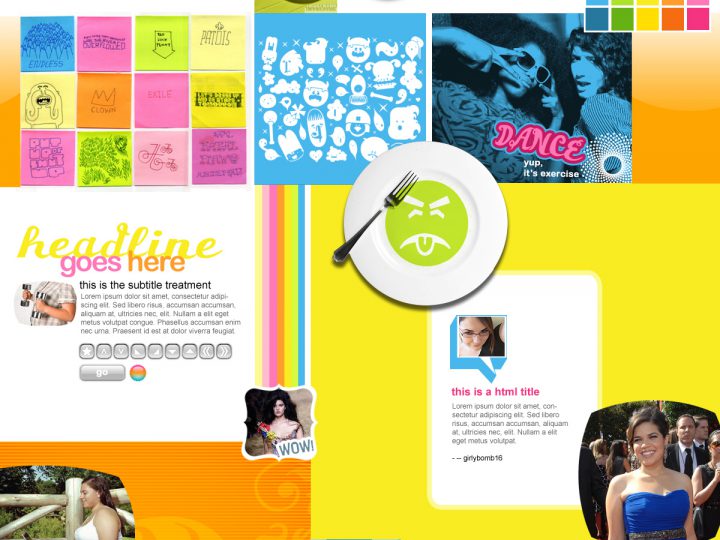 ENDLESS
OVERFLOWED
PATOIS
CLOWN
EXILE
DANCE
yup,
it's exercise
headline
goes here
this is the subtitle treatment
Lorem ipsum dolor sit amet, consectetur adipi-
scing elit. Sed libero risus, accumsan accumsan,
aliquam at, ultricies nec, elit. Nullam a elit eget
metus volutpat congue. Phasellus accumsan enim
nec urna. Praesent id est at dolor viverra feugiat.
go
WOW!
this is a html title
Lorem ipsum dolor sit amet, con-
sectetuer adipiscing elit. Sed libero
risus, accumsan accumsan, aliquam
at, ultricies nec, elit. Nullam a elit
eget metus volutpat.
- -- girlybomb16